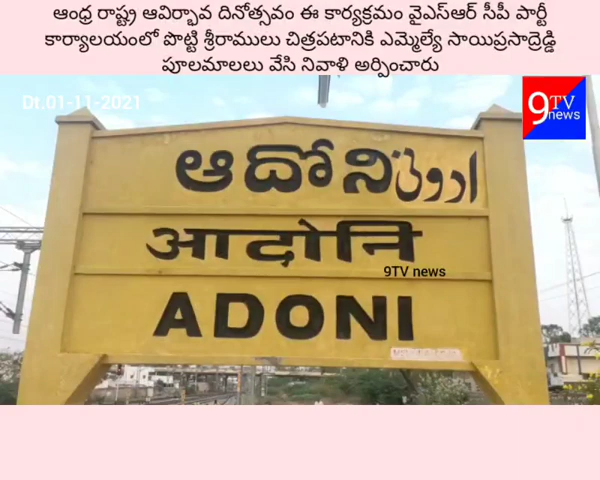 ఆంధ్ర రాష్ట్ర ఆవిర్భావ దినోత్సవం ఈ కార్యక్రమం వైఎస్ఆర్ సీపీ పార్టీ
కార్యాలయంలో పొట్టి శ్రీరాములు చిత్రపటానికి ఎమ్మెల్యే సాయిప్రసాద్రెడ్డి
పూలమాలలు వేసి నివాళి అర్పించారు
Dt.01-11-2021
9TV
news
ఆదోని ادونی
आदोनि
9TV news
ADONI